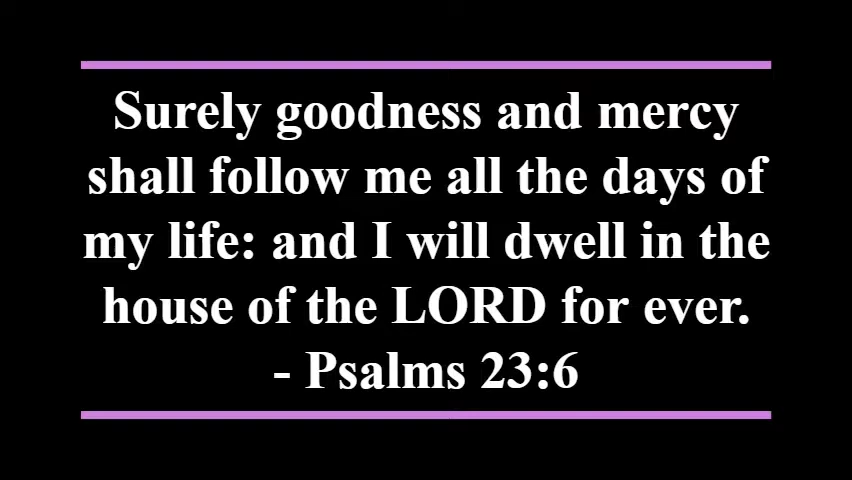 Surely goodness and mercy
shall follow me all the days of
my life: and I will dwell in the
house of the LORD for ever.
- Psalms 23:6